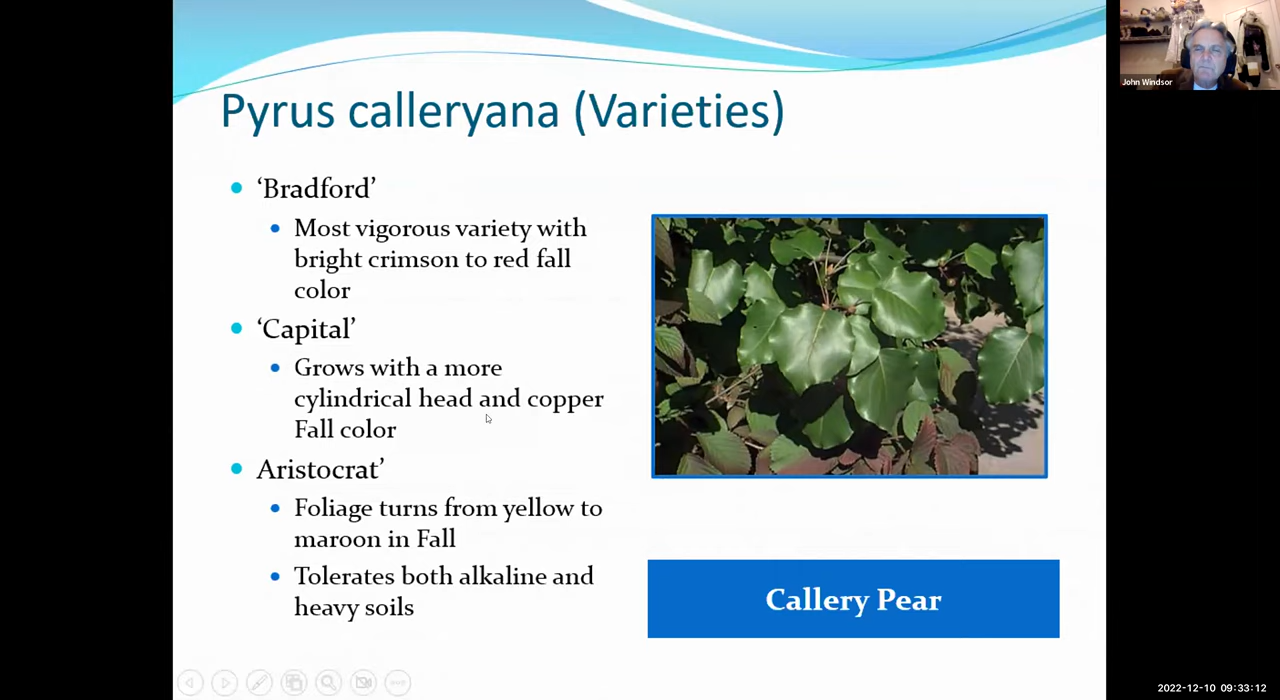 John Windsor
Pyrus calleryana (Varieties)
‘Bradford’
Most vigorous variety with
bright crimson to red fall
color
‘Capital’
Grows with a more
cylindrical head and copper
Fall color
Aristocrat’
Foliage turns from yellow to
maroon in Fall
Tolerates both alkaline and
heavy soils
Callery Pear
2022-12-10 09:33:12